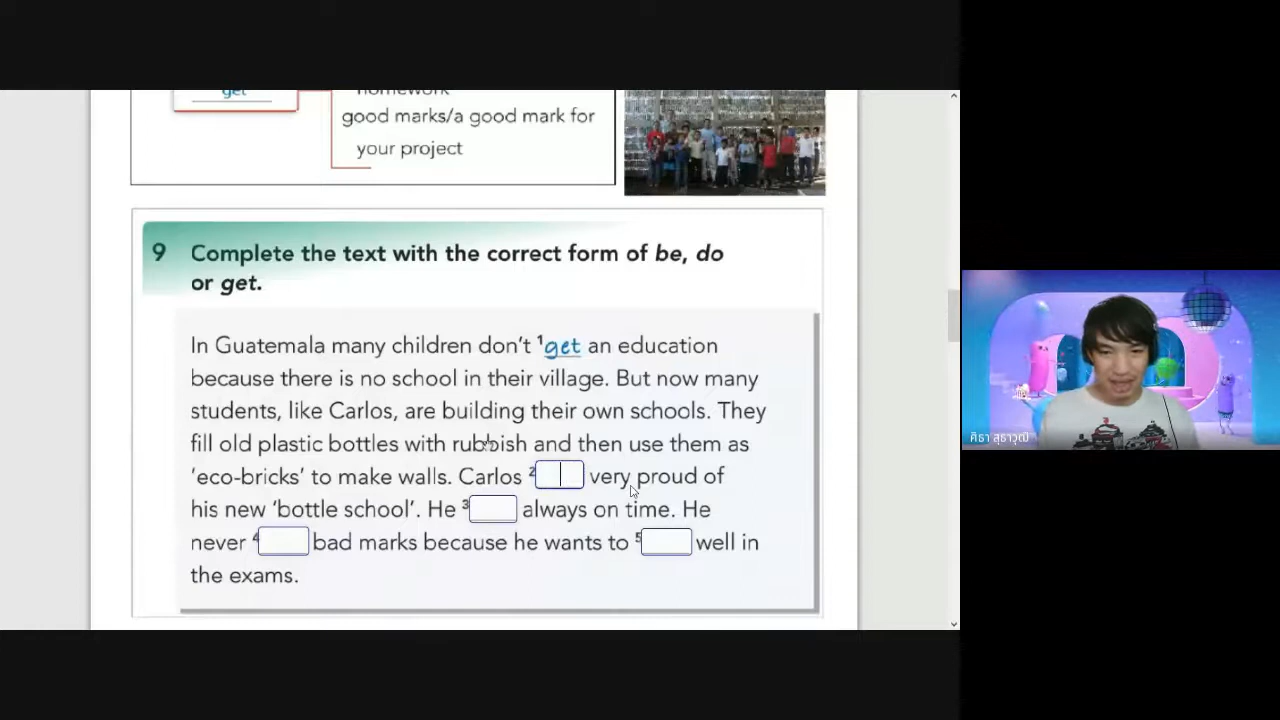 get
homework
good marks/a good mark for
your project
9 Complete the text with the correct form of be, do
or get.
In Guatemala many children don't ¹get an education
because there is no school in their village. But now many
students, like Carlos, are building their own schools. They
fill old plastic bottles with rubbish and then use them as
'eco-bricks' to make walls. Carlos ² very proud of
his new 'bottle school'. He ³ always on time. He
never ⁴ bad marks because he wants to ⁵ well in
the exams.
ศิธา สุธาวุฒิ